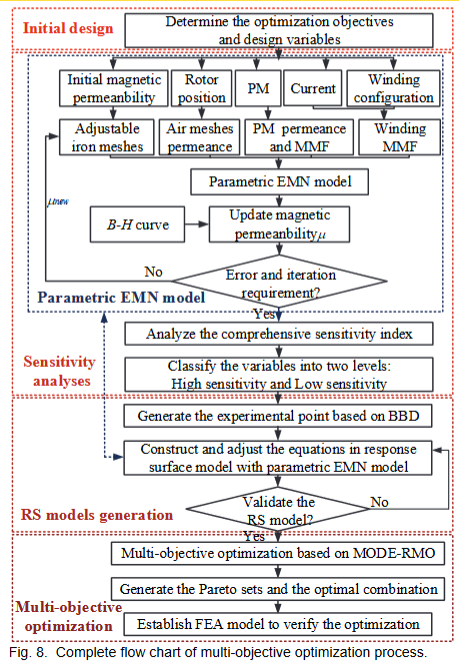 Initial design
Determine the optimization objectives
and design variables
Initial magnetic
permeanbility
Rotor
position
PM
Current
Winding
configuration
Adjustable
iron meshes
Air meshes
permeance
PM permeance
and MMF
Winding
MMF
μnew
Parametric EMN model
B-H curve
Update magnetic
permeanbility μ
No
Error and iteration
requirement?
Parametric EMN model
Yes
Analyze the comprehensive sensitivity index
Sensitivity
analyses
Classify the variables into two levels:
High sensitivity and Low sensitivity
Generate the experimental point based on BBD
Construct and adjust the equations in response
surface model with parametric EMN model
Validate the
RS model?
No
RS models generation
Yes
Multi-objective optimization based on MODE-RMO
Generate the Pareto sets and the optimal combination
Multi-objective
optimization
Establish FEA model to verify the optimization
Fig. 8. Complete flow chart of multi-objective optimization process.